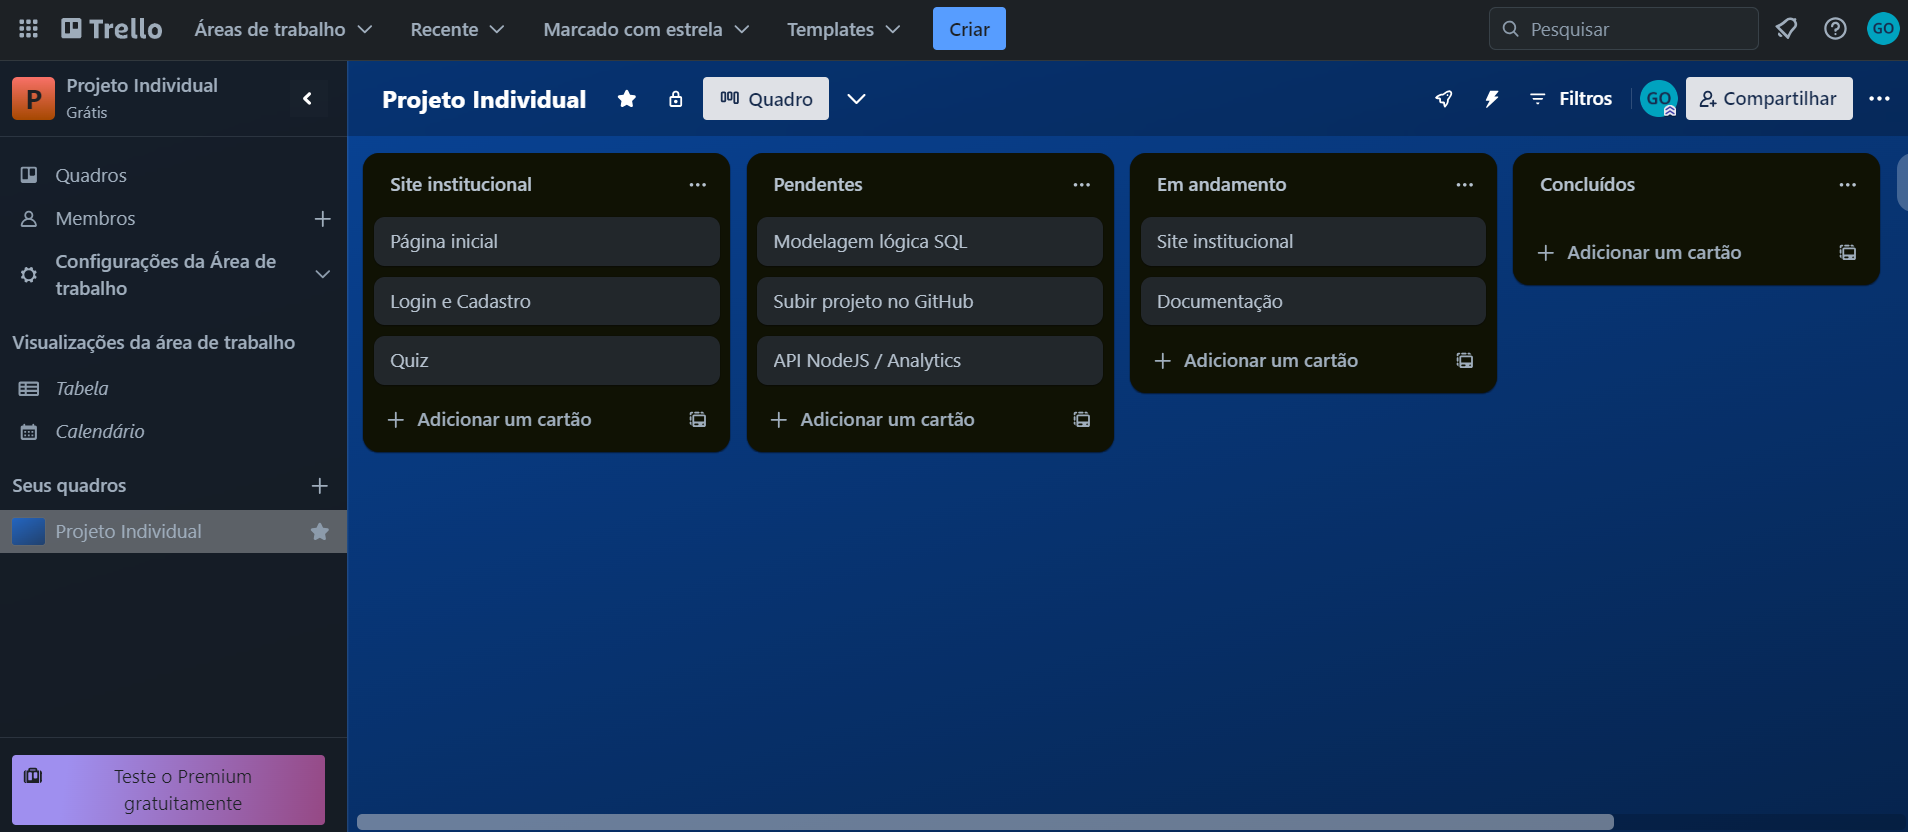 Trello
Áreas de trabalho
Recente
Marcado com estrela
Templates
Criar
Pesquisar
GO
P
Projeto Individual
Grátis
Projeto Individual
Quadro
Filtros
GO
Compartilhar
Quadros
Membros
Configurações da Área de
trabalho
Visualizações da área de trabalho
Tabela
Calendário
Seus quadros
Projeto Individual
Teste o Premium
gratuitamente
Site institucional
Página inicial
Login e Cadastro
Quiz
Adicionar um cartão
Pendentes
Modelagem lógica SQL
Subir projeto no GitHub
API NodeJS / Analytics
Adicionar um cartão
Em andamento
Site institucional
Documentação
Adicionar um cartão
Concluídos
Adicionar um cartão